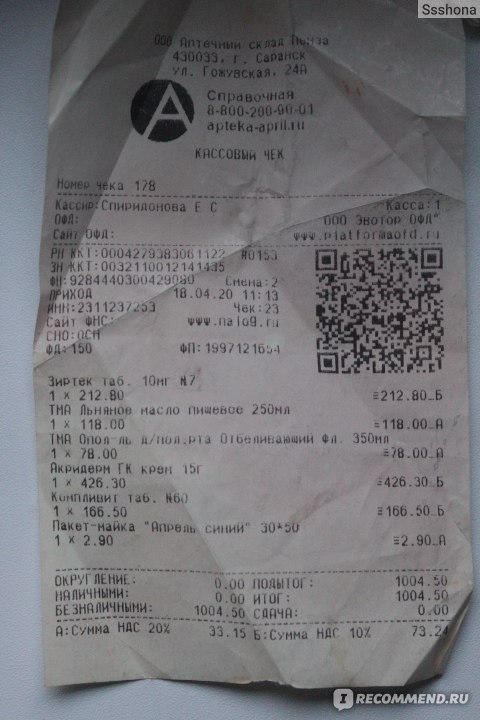 Ssshona
ООО Аптечный склад Пенза
430033, г. Саранск
ул. Гожувская, 24А
А
Справочная
8-800-200-90-01
apteka-april.ru
КАССОВЫЙ ЧЕК
Номер чека 178
Кассир:Спиридонова Е С Касса:1
ОФД: ООО Эвотор ОФД"
Сайт ОФД: www.platformaofd.ru
РН ККТ:0004279383061122 #0153
ЗН ККТ:00321100 12141435
ФН:9284440300429080 Смена:2
ПРИХОД 18.04.20 11:13
ИНН:2311237253 Чек:23
Сайт ФНС: www.nalog.ru
СНО:ОСН
ФД:150 ФП:1997121654
Зиртек таб. 10мг №7
1 × 212.80 =212.80_Б
ТМА Льняное масло пищевое 250мл
1 × 118.00 =118.00_А
ТМА Опол-ль д/пол.рта Отбеливающий Фл. 350мл
1 × 78.00 =78.00_А
Акридерм ГК крем 15г
1 × 426.30 =426.30_Б
Компливит таб. №60
1 × 166.50 =166.50_Б
Пакет-майка "Апрель синий" 30*50
1 × 2.90 =2.90_А
ОКРУГЛЕНИЕ: 0.00 ПОДЫТОГ: 1004.50
НАЛИЧНЫМИ: 0.00 ИТОГ: 1004.50
БЕЗНАЛИЧНЫМИ: 1004.50 СДАЧА: 0.00
А:Сумма НДС 20% 33.15 Б:Сумма НДС 10% 73.24
IRECOMMEND.RU